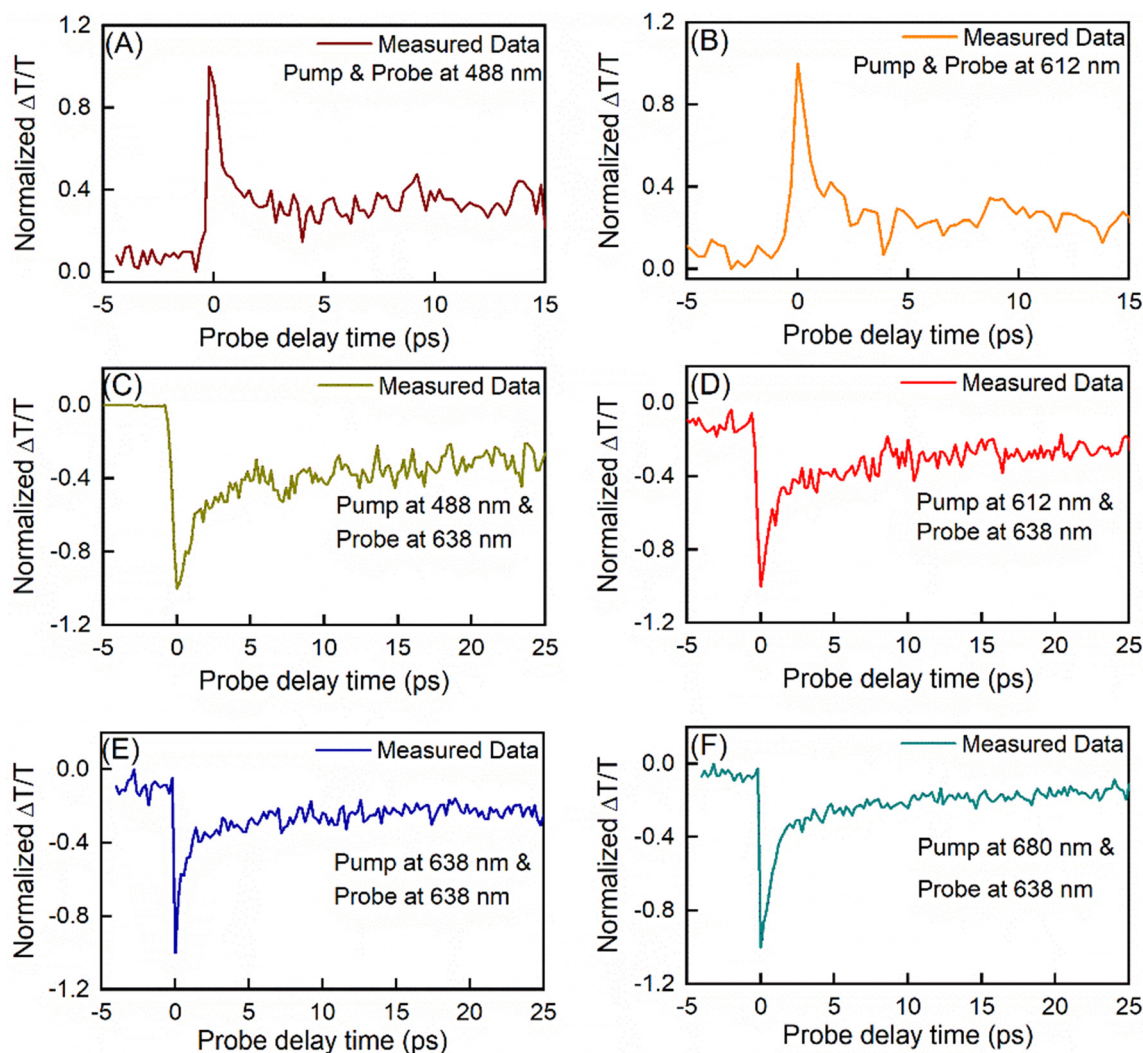 (A)
Measured Data
Pump & Probe at 488 nm
Normalized ΔT/T
1.2
0.8
0.4
0.0
-5 0 5 10 15
Probe delay time (ps)
(B)
Measured Data
Pump & Probe at 612 nm
Normalized ΔT/T
1.2
0.8
0.4
0.0
-5 0 5 10 15
Probe delay time (ps)
(C)
Measured Data
Pump at 488 nm &
Probe at 638 nm
Normalized ΔT/T
0.0
-0.4
-0.8
-1.2
-5 0 5 10 15 20 25
Probe delay time (ps)
(D)
Measured Data
Pump at 612 nm &
Probe at 638 nm
Normalized ΔT/T
0.0
-0.4
-0.8
-1.2
-5 0 5 10 15 20 25
Probe delay time (ps)
(E)
Measured Data
Pump at 638 nm &
Probe at 638 nm
Normalized ΔT/T
0.0
-0.4
-0.8
-1.2
-5 0 5 10 15 20 25
Probe delay time (ps)
(F)
Measured Data
Pump at 680 nm &
Probe at 638 nm
Normalized ΔT/T
0.0
-0.4
-0.8
-1.2
-5 0 5 10 15 20 25
Probe delay time (ps)